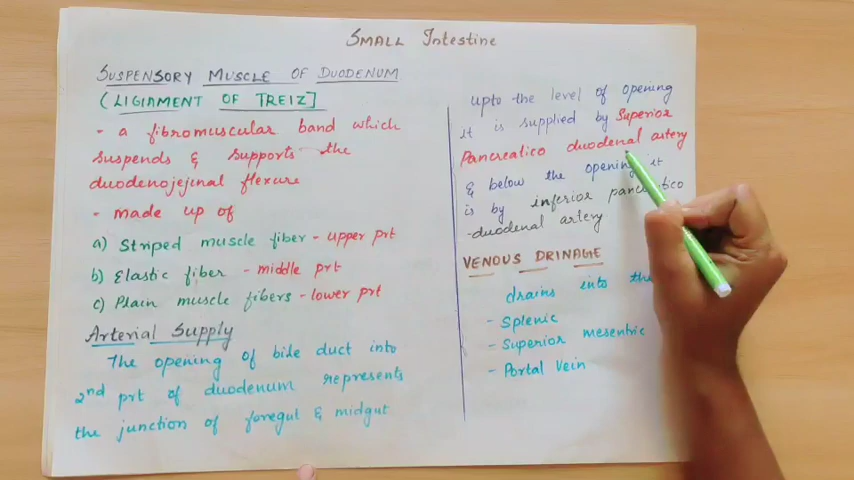 SMALL Intestine
SUSPENSORY MUSCLE OF DUODENUM
(LIGIAMENT OF TREIZ]
- a fibromuscular band which
suspends & supports the
duodenojejinal flexure
- made up of
a) Striped muscle fiber - upper prt
b) Elastic fiber - middle prt
c) Plain muscle fibers - lower prt
Arterial Supply
The opening of bile duct into
2nd prt of duodenum represents
the junction of foregut & midgut
upto the level of opening
it is supplied by Superior
Pancreatico duodenal artery
& below the opening it
is by inferior
-duodenal artery
VENOUS DRINAGE
drains into the
- Splenic
- Superior mesentric
- Portal Vein